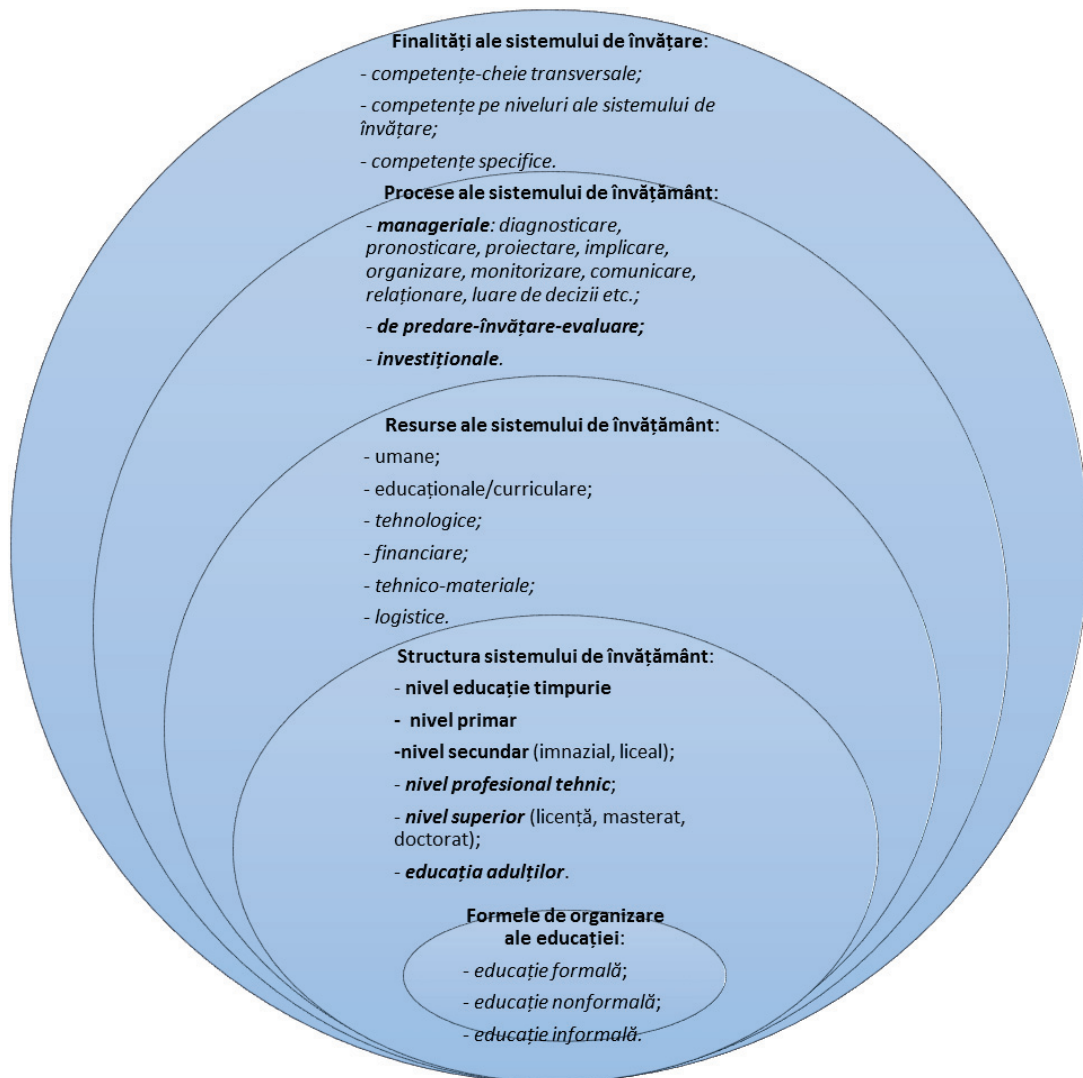 Finalități ale sistemului de învățare:
- competențe-cheie transversale;
- competențe pe niveluri ale sistemului de
învățare;
- competențe specifice.
Procese ale sistemului de învățământ:
- manageriale: diagnosticare,
pronosticare, proiectare, implicare,
organizare, monitorizare, comunicare,
relaționare, luare de decizii etc.;
- de predare-învățare-evaluare;
- investiționale.
Resurse ale sistemului de învățământ:
- umane;
- educaționale/curriculare;
- tehnologice;
- financiare;
- tehnico-materiale;
- logistice.
Structura sistemului de învățământ:
- nivel educație timpurie
- nivel primar
-nivel secundar (imnazial, liceal);
- nivel profesional tehnic;
- nivel superior (licență, masterat,
doctorat);
- educația adulților.
Formele de organizare
ale educației:
- educație formală;
- educație nonformală;
- educație informală.